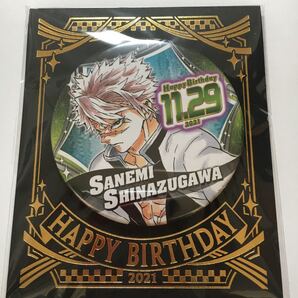 Happy Birthday
11.29
2021
SANEMI
SHINAZUGAWA
HAPPY BIRTHDAY
2021